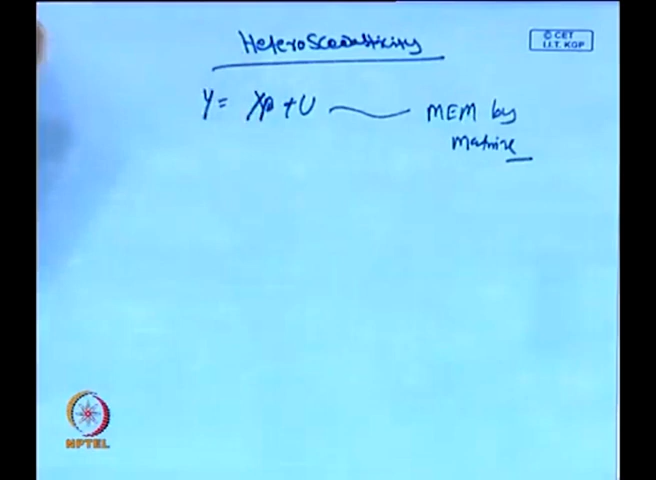 HeteroScedasticity
© CET
I.I.T. KGP
Y = Xβ + U
MEM by
Matrix
NPTEL